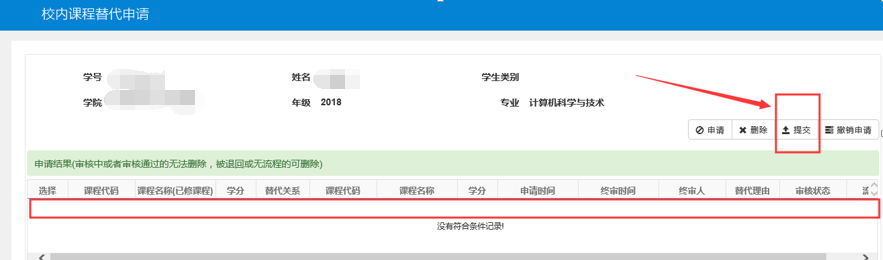 校内课程替代申请
学号 姓名 学生类别
学院 年级 2018 专业 计算机科学与技术
申请 删除 提交 撤销申请
申请结果(审核中或者审核通过的无法删除，被退回或无流程的可删除)
选择 课程代码 课程名称(已修课程) 学分 替代关系 课程代码 课程名称 学分 申请时间 终审时间 终审人 替代理由 审核状态
没有符合条件记录!